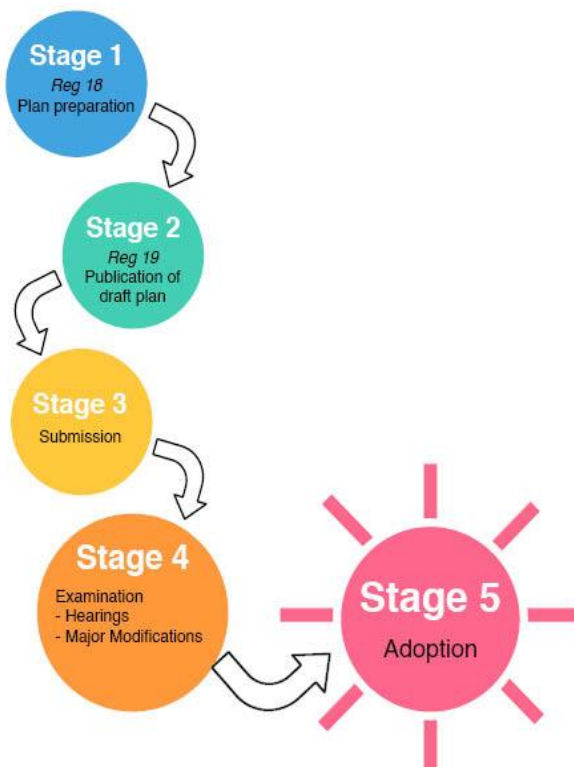 Stage 1
Reg 18
Plan preparation
Stage 2
Reg 19
Publication of
draft plan
Stage 3
Submission
Stage 4
Examination
- Hearings
- Major Modifications
Stage 5
Adoption